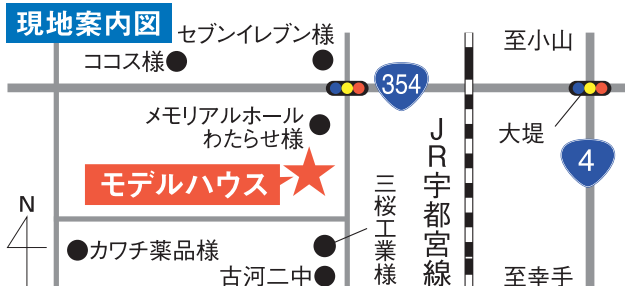 現地案内図
セブンイレブン様
ココス様
至小山
354
メモリアルホール
わたらせ様
大堤
4
JR宇都宮線
モデルハウス
三桜工業様
N
カワチ薬品様
古河二中
至幸手